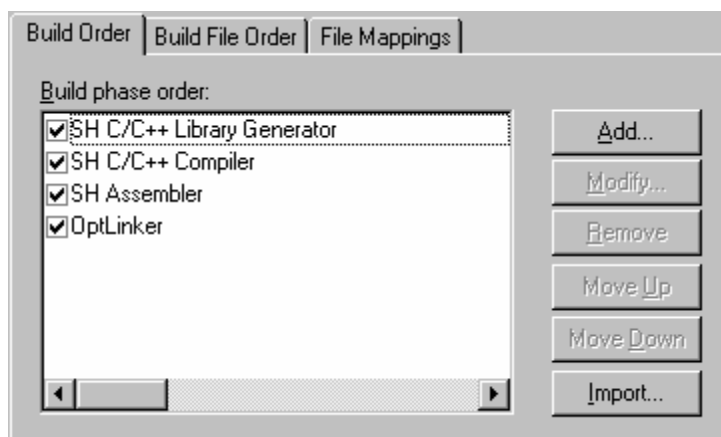 Build Order Build File Order File Mappings
Build phase order:
SH C/C++ Library Generator
SH C/C++ Compiler
SH Assembler
OptLinker
Add...
Modify...
Remove
Move Up
Move Down
Import...